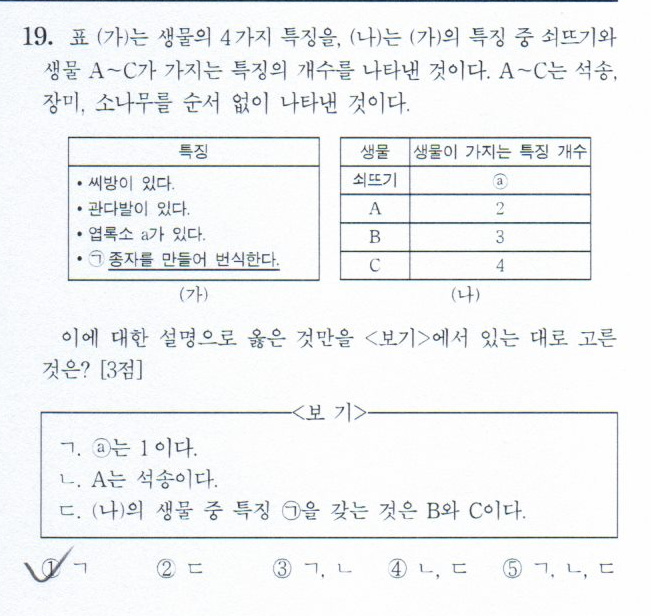 19. 표 (가)는 생물의 4가지 특징을, (나)는 (가)의 특징 중 쇠뜨기와
생물 A~C가 가지는 특징의 개수를 나타낸 것이다. A~C는 석송,
장미, 소나무를 순서 없이 나타낸 것이다.
특징
• 씨방이 있다.
• 관다발이 있다.
• 엽록소 a가 있다.
• ㉠종자를 만들어 번식한다.
(가)
생물 생물이 가지는 특징 개수
쇠뜨기 ⓐ
A 2
B 3
C 4
(나)
이에 대한 설명으로 옳은 것만을 <보기>에서 있는 대로 고른
것은? [3점]
<보 기>
ㄱ. ⓐ는 1이다.
ㄴ. A는 석송이다.
ㄷ. (나)의 생물 중 특징 ㉠을 갖는 것은 B와 C이다.
① ㄱ ② ㄷ ③ ㄱ, ㄴ ④ ㄴ, ㄷ ⑤ ㄱ, ㄴ, ㄷ